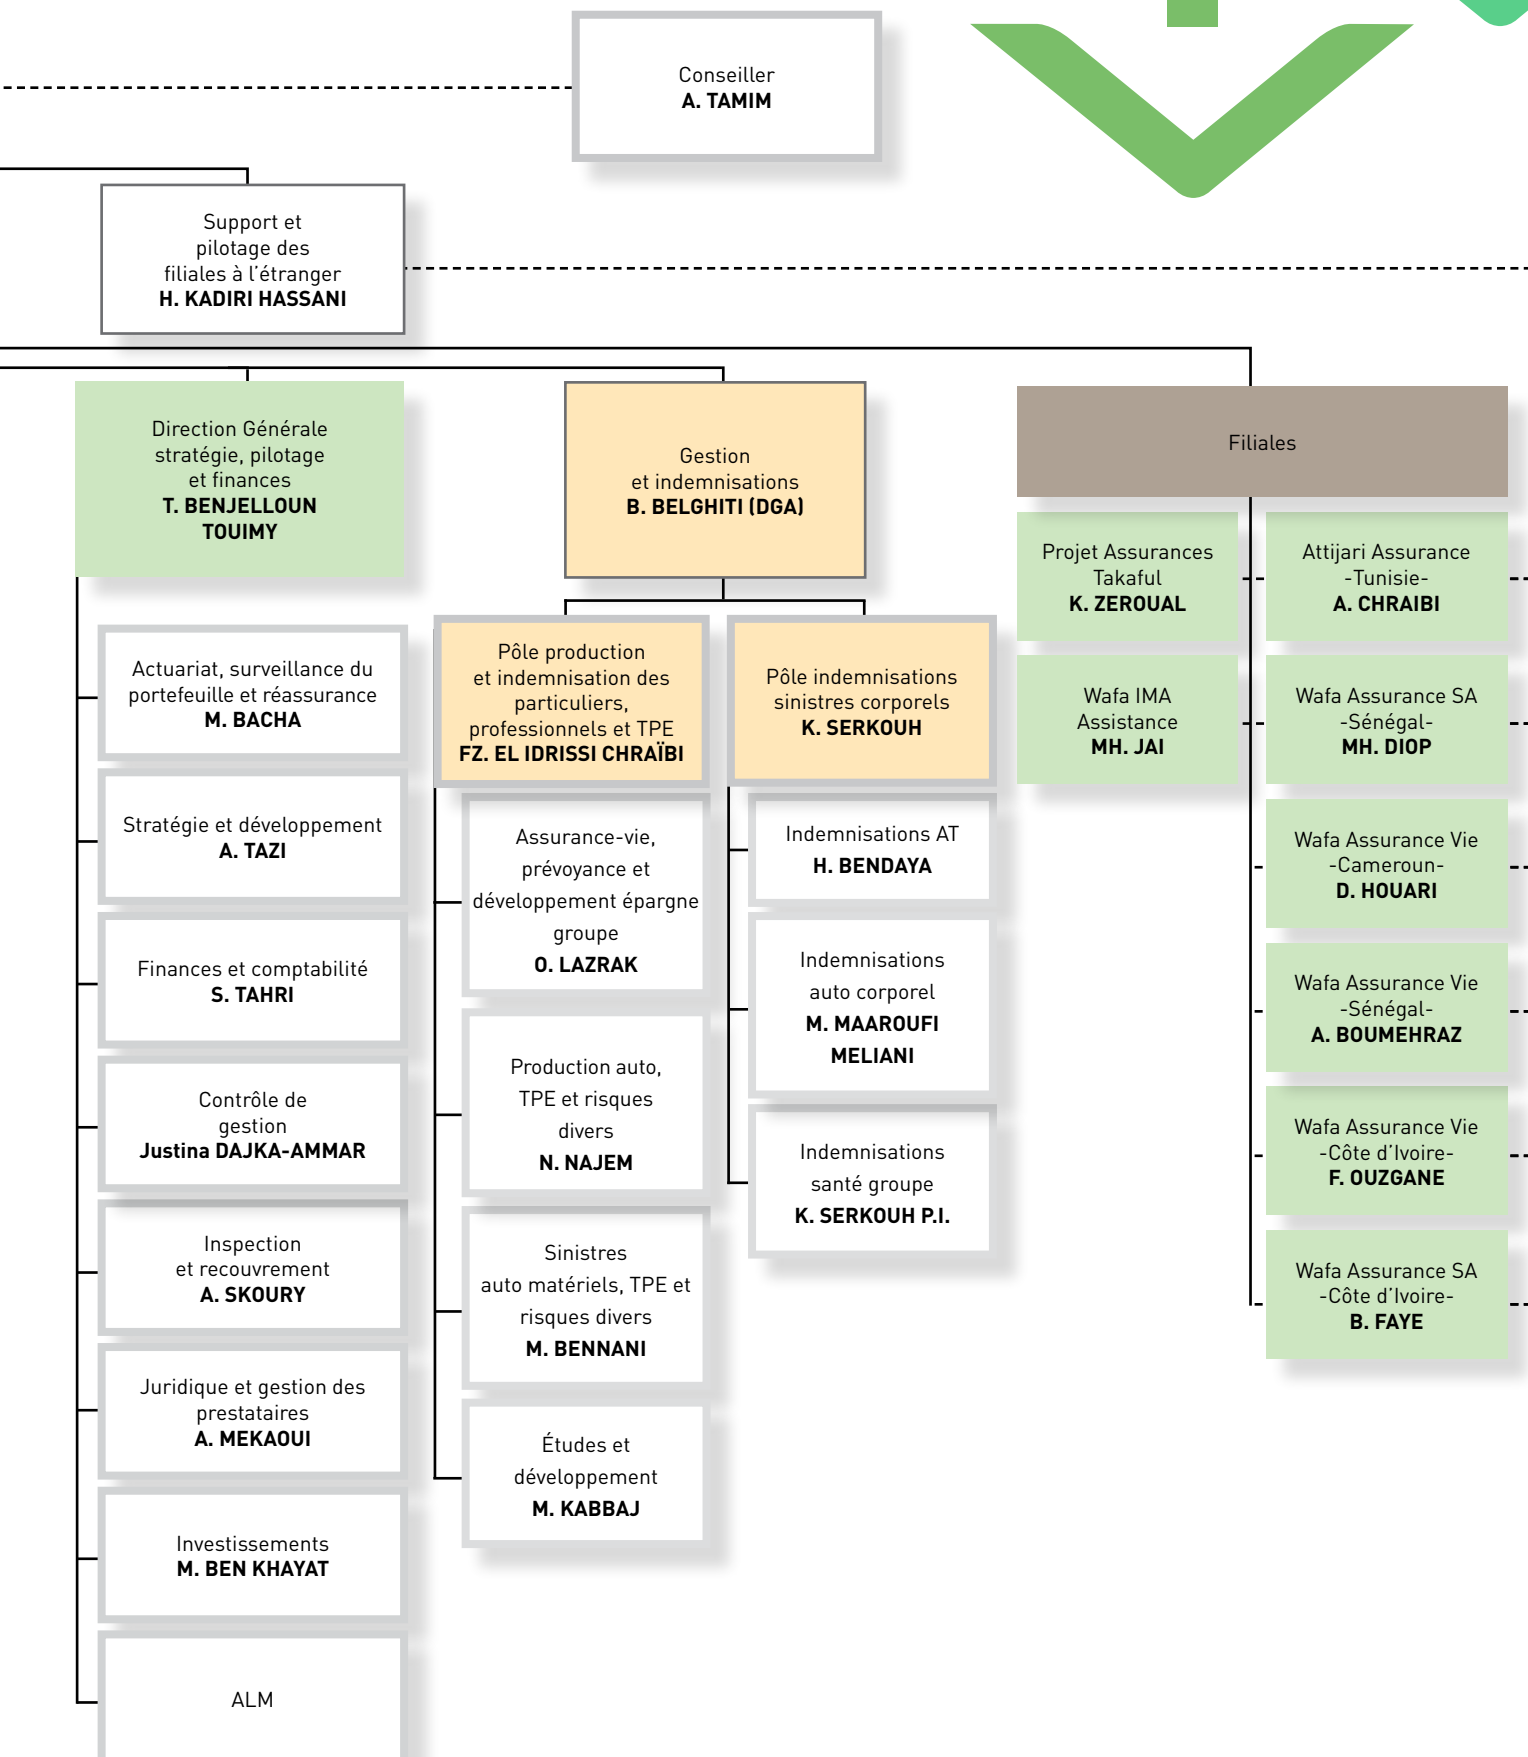 Conseiller
A. TAMIM
Support et
pilotage des
filiales à l'étranger
H. KADIRI HASSANI
Direction Générale
stratégie, pilotage
et finances
T. BENJELLOUN
TOUIMY
Actuariat, surveillance du
portefeuille et réassurance
M. BACHA
Stratégie et développement
A. TAZI
Finances et comptabilité
S. TAHRI
Contrôle de
gestion
Justina DAJKA-AMMAR
Inspection
et recouvrement
A. SKOURY
Juridique et gestion des
prestataires
A. MEKAOUI
Investissements
M. BEN KHAYAT
ALM
Gestion
et indemnisations
B. BELGHITI (DGA)
Pôle production
et indemnisation des
particuliers,
professionnels et TPE
FZ. EL IDRISSI CHRAÏBI
Assurance-vie,
prévoyance et
développement épargne
groupe
O. LAZRAK
Production auto,
TPE et risques
divers
N. NAJEM
Sinistres
auto matériels, TPE et
risques divers
M. BENNANI
Études et
développement
M. KABBAJ
Pôle indemnisations
sinistres corporels
K. SERKOUH
Indemnisations AT
H. BENDAYA
Indemnisations
auto corporel
M. MAAROUFI
MELIANI
Indemnisations
santé groupe
K. SERKOUH P.I.
Filiales
Projet Assurances
Takaful
K. ZEROUAL
Wafa IMA
Assistance
MH. JAI
Attijari Assurance
-Tunisie-
A. CHRAIBI
Wafa Assurance SA
-Sénégal-
MH. DIOP
Wafa Assurance Vie
-Cameroun-
D. HOUARI
Wafa Assurance Vie
-Sénégal-
A. BOUMEHRAZ
Wafa Assurance Vie
-Côte d'Ivoire-
F. OUZGANE
Wafa Assurance SA
-Côte d'Ivoire-
B. FAYE